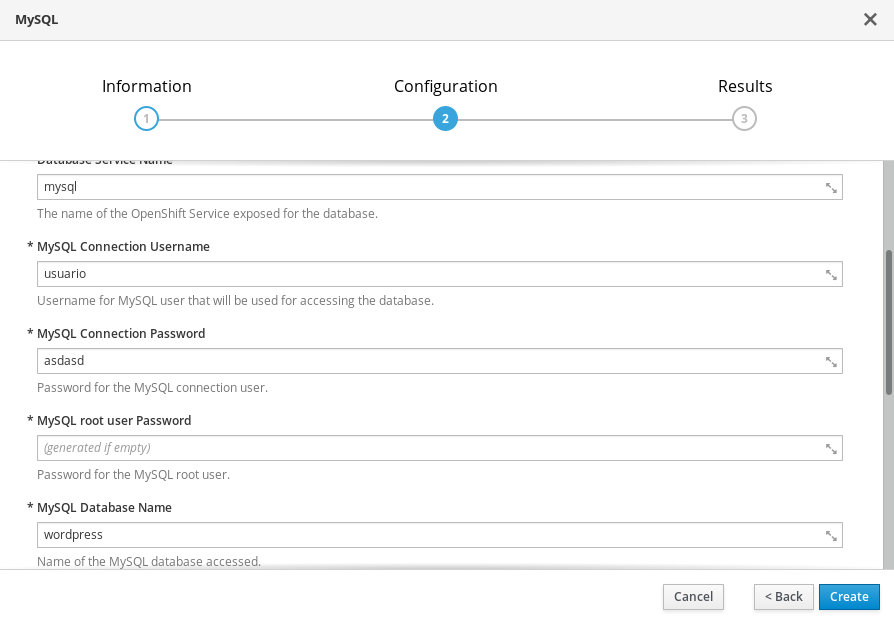 MySQL
Information
Configuration
Results
1
2
3
Database Service Name
mysql
The name of the OpenShift Service exposed for the database.
* MySQL Connection Username
usuario
Username for MySQL user that will be used for accessing the database.
* MySQL Connection Password
asdasd
Password for the MySQL connection user.
* MySQL root user Password
(generated if empty)
Password for the MySQL root user.
* MySQL Database Name
wordpress
Name of the MySQL database accessed.
Cancel
< Back
Create